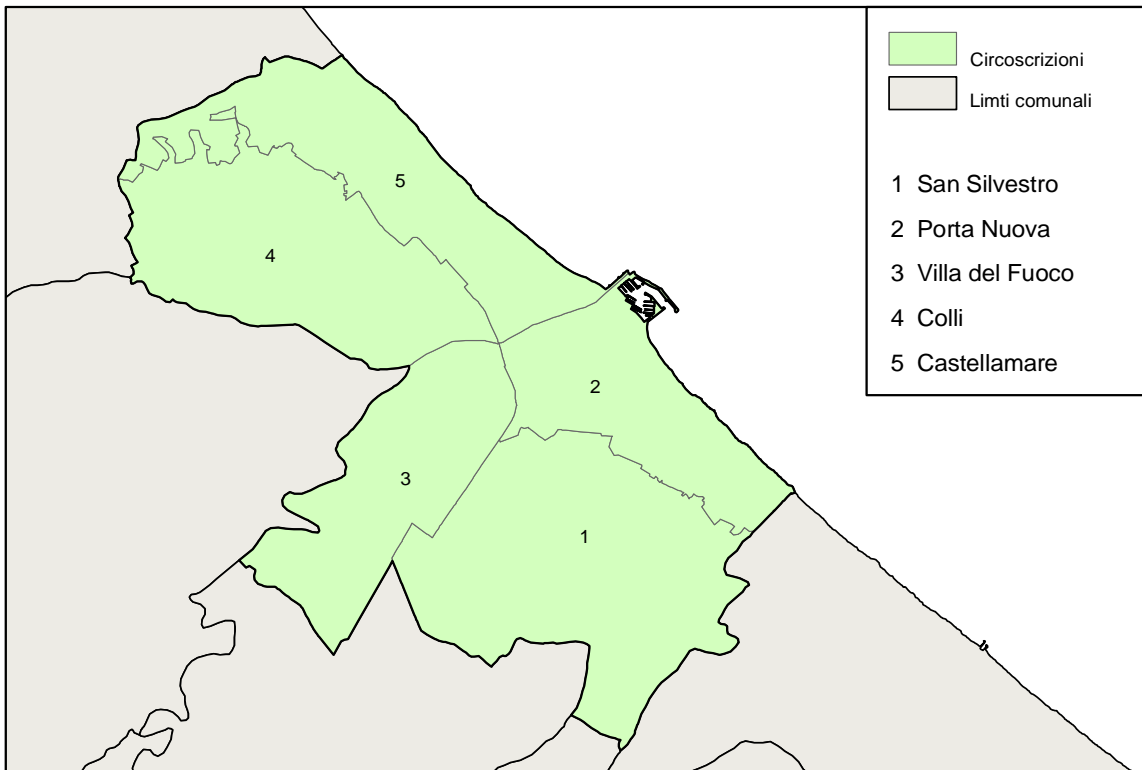 Circoscrizioni
Limti comunali
1 San Silvestro
2 Porta Nuova
3 Villa del Fuoco
4 Colli
5 Castellamare
5
4
2
3
1